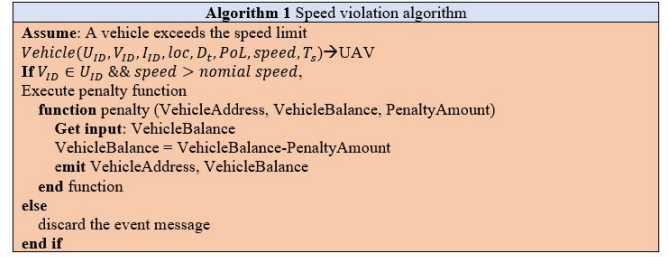 Algorithm 1 Speed violation algorithm
Assume: A vehicle exceeds the speed limit
Vehicle(U_ID, V_ID, I_ID, loc, D_t, PoL, speed, T_s)→UAV
If V_ID ∈ U_ID && speed > nomial speed,
Execute penalty function
function penalty (VehicleAddress, VehicleBalance, PenaltyAmount)
Get input: VehicleBalance
VehicleBalance = VehicleBalance-PenaltyAmount
emit VehicleAddress, VehicleBalance
end function
else
discard the event message
end if